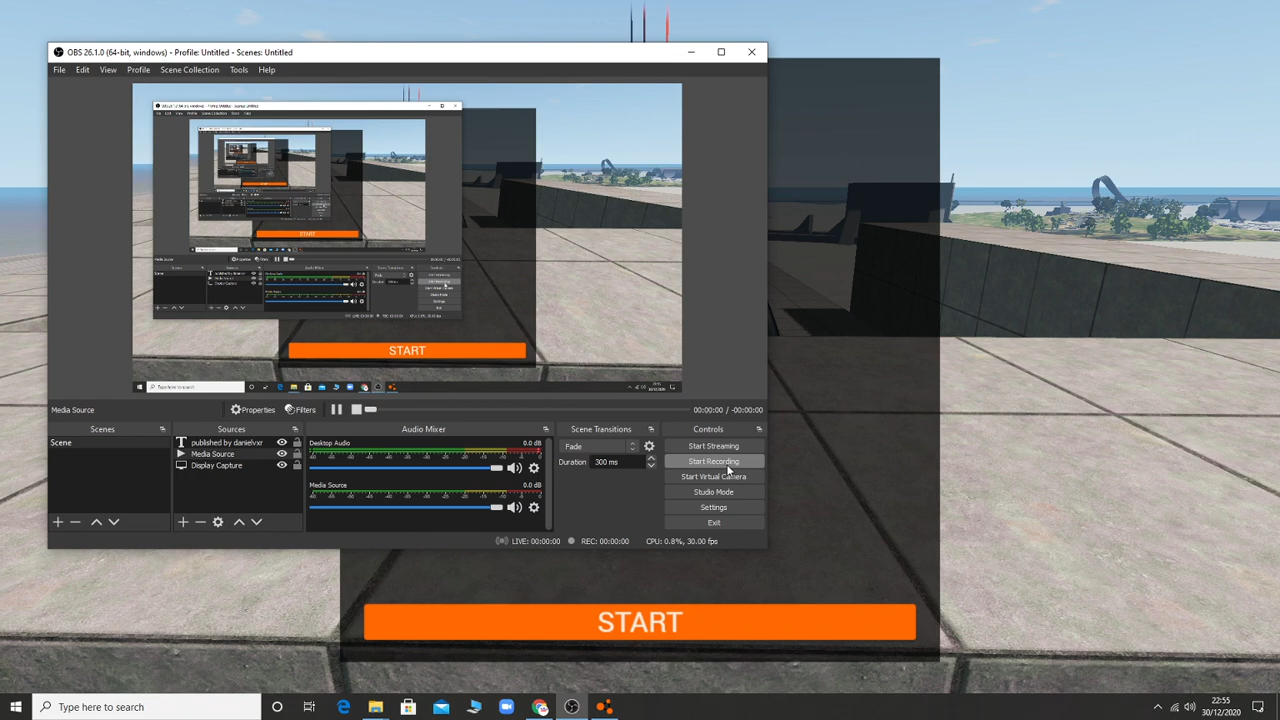 OBS 26.1.0 (64-bit, windows) - Profile: Untitled - Scenes: Untitled
File Edit View Profile Scene Collection Tools Help
START
Type here to search
Media Source Properties Filters 00:00:00 / -00:00:00
Scenes Sources Audio Mixer Scene Transitions Controls
Scene
published by danielvxr
Media Source
Display Capture
Desktop Audio 0.0 dB
Media Source 0.0 dB
Fade
Duration 300 ms
Start Streaming
Start Recording
Start Virtual Camera
Studio Mode
Settings
Exit
LIVE: 00:00:00 REC: 00:00:00 CPU: 0.8%, 30.00 fps
START
Type here to search
22:55
30/12/2020